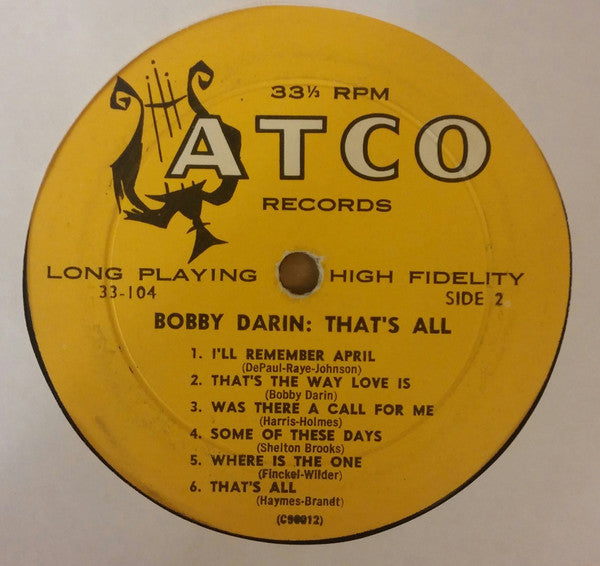 33⅓ RPM
ATCO
RECORDS
LONG PLAYING HIGH FIDELITY
33-104 SIDE 2
BOBBY DARIN: THAT'S ALL
1. I'LL REMEMBER APRIL
(DePaul-Raye-Johnson)
2. THAT'S THE WAY LOVE IS
(Bobby Darin)
3. WAS THERE A CALL FOR ME
(Harris-Holmes)
4. SOME OF THESE DAYS
(Shelton Brooks)
5. WHERE IS THE ONE
(Finckel-Wilder)
6. THAT'S ALL
(Haymes-Brandt)